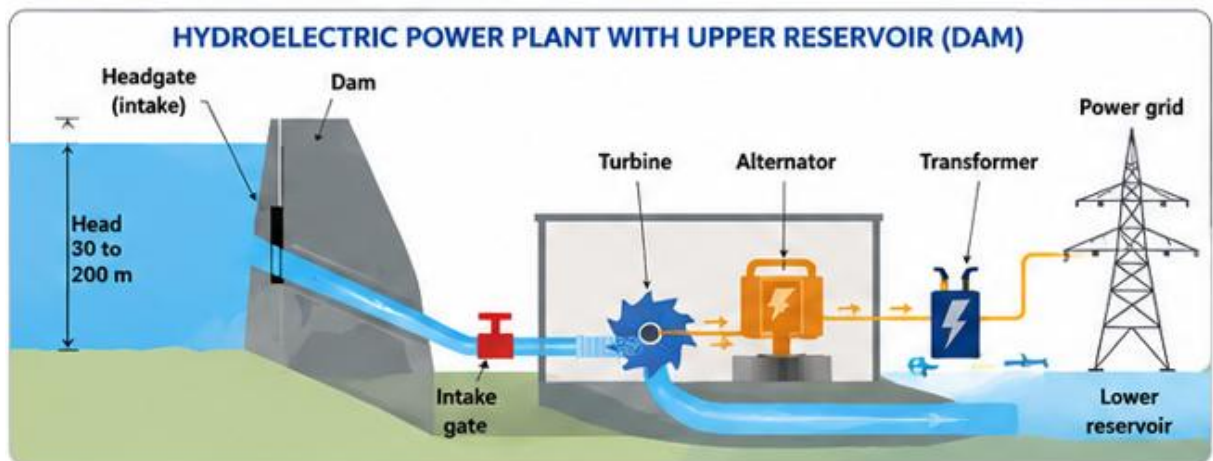 HYDROELECTRIC POWER PLANT WITH UPPER RESERVOIR (DAM)
Headgate
(intake)
Dam
Power grid
Turbine
Alternator
Transformer
Head
30 to
200 m
Intake
gate
Lower
reservoir